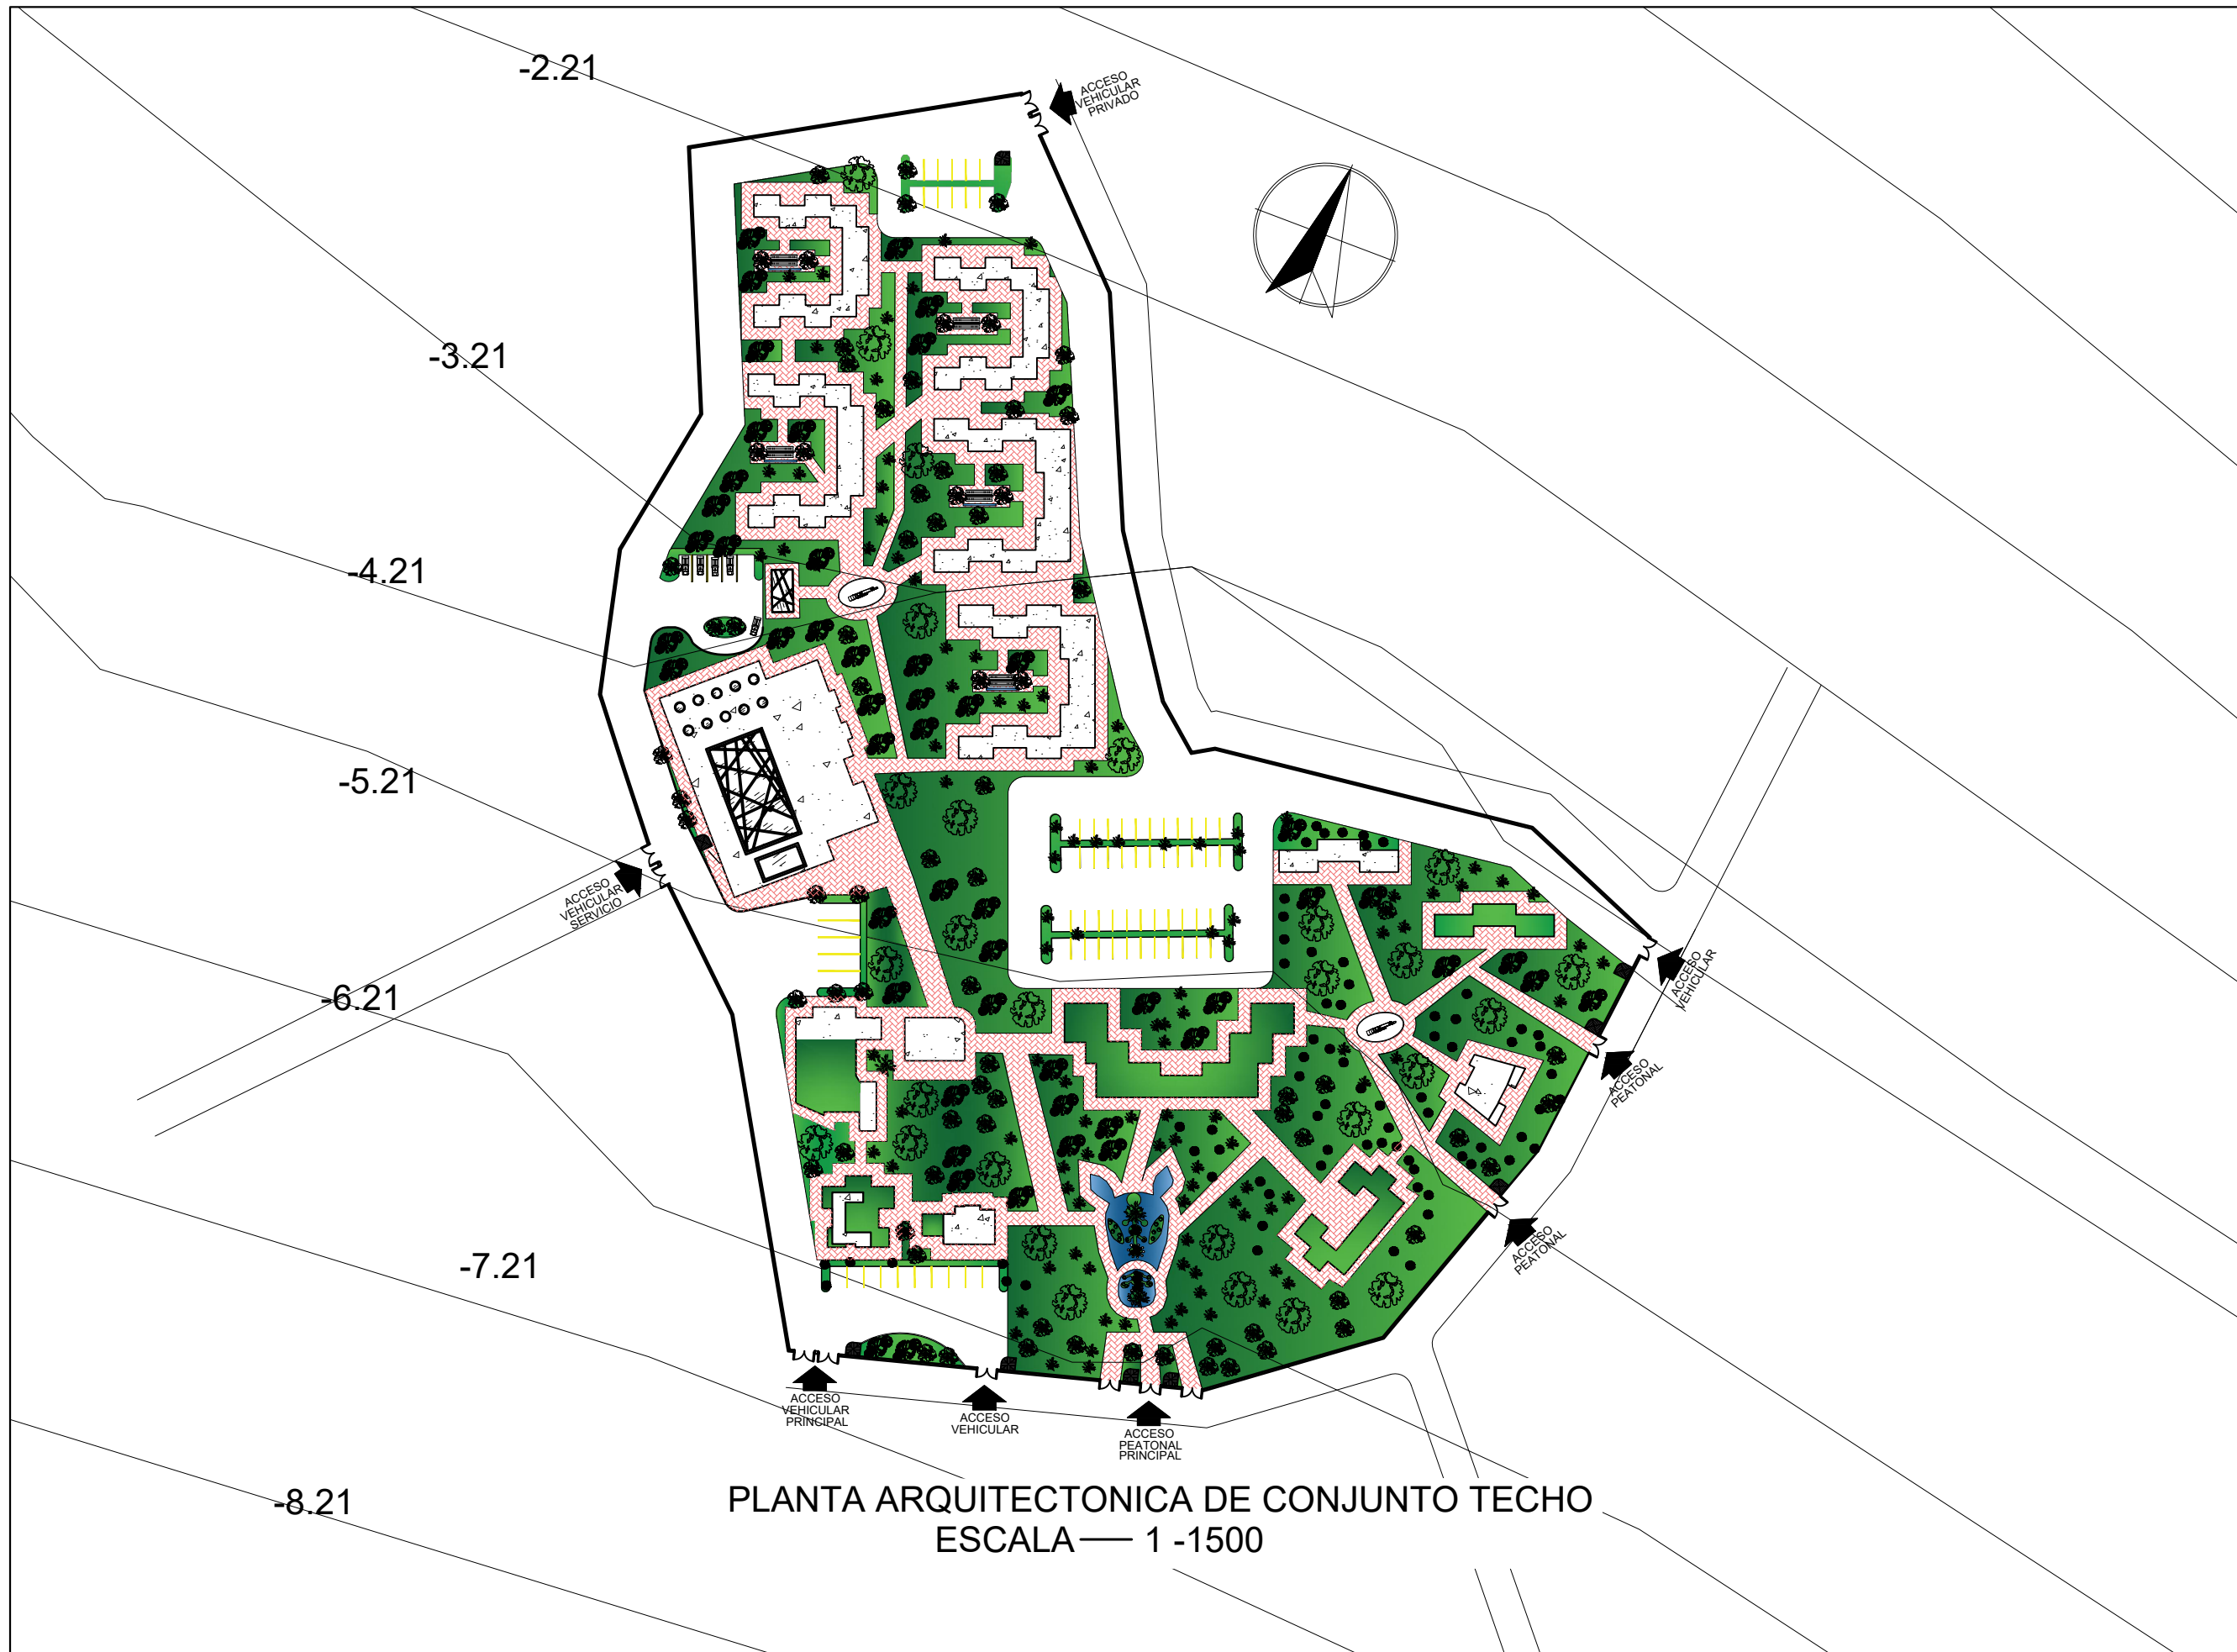 -2.21
ACCESO
VEHICULAR
PRIVADO
-3.21
-4.21
-5.21
ACCESO
VEHICULAR
SERVICIO
-6.21
ACCESO
VEHICULAR
ACCESO
PEATONAL
ACCESO
PEATONAL
-7.21
ACCESO
VEHICULAR
PRINCIPAL
ACCESO
VEHICULAR
ACCESO
PEATONAL
PRINCIPAL
-8.21
PLANTA ARQUITECTONICA DE CONJUNTO TECHO
ESCALA — 1 -1500